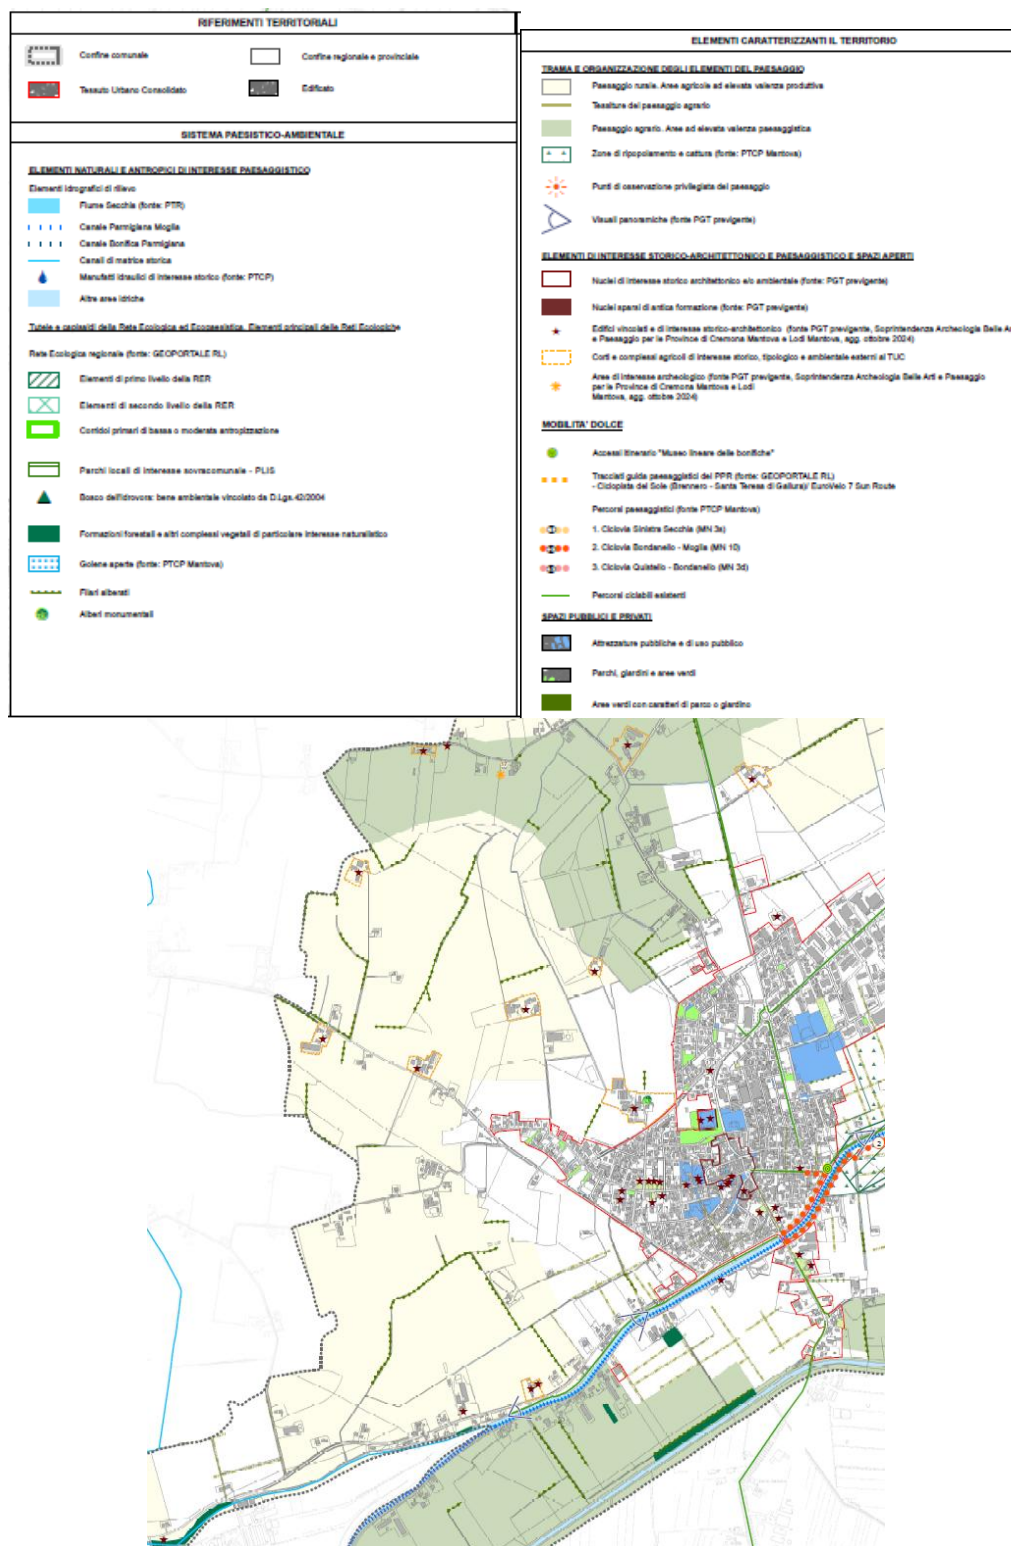 RIFERIMENTI TERRITORIALI
Confine comunale
Confine regionale e provinciale
Tessuto Urbano Consolidato
Edificato
SISTEMA PAESISTICO-AMBIENTALE
ELEMENTI NATURALI E ANTROPICI DI INTERESSE PAESAGGISTICO
Elementi idrografici di rilievo
Fiume Secchia (fonte: PTR)
Canale Parmigiana Moglia
Canale Bonifica Parmigiana
Canali di matrice storica
Manufatti idraulici di interesse storico (fonte: PTCP)
Altre aree idriche
Tutele e capisaldi della Rete Ecologica ed Ecopaesistica. Elementi principali delle Reti Ecologiche
Rete Ecologica regionale (fonte: GEOPORTALE RL)
Elementi di primo livello della RER
Elementi di secondo livello della RER
Corridoi primari di bassa o moderata antropizzazione
Parchi locali di interesse sovracomunale - PLIS
Bosco dell'Idrovora: bene ambientale vincolato da D.Lgs.42/2004
Formazioni forestali e altri complessi vegetali di particolare interesse naturalistico
Golene aperte (fonte: PTCP Mantova)
Filari alberati
Alberi monumentali
ELEMENTI CARATTERIZZANTI IL TERRITORIO
TRAMA E ORGANIZZAZIONE DEGLI ELEMENTI DEL PAESAGGIO
Paesaggio rurale. Aree agricole ad elevata valenza produttiva
Tessiture del paesaggio agrario
Paesaggio agrario. Aree ad elevata valenza paesaggistica
Zone di ripopolamento e cattura (fonte: PTCP Mantova)
Punti di osservazione privilegiata del paesaggio
Visuali panoramiche (fonte PGT previgente)
ELEMENTI DI INTERESSE STORICO-ARCHITETTONICO E PAESAGGISTICO E SPAZI APERTI
Nuclei di interesse storico architettonico e/o ambientale (fonte: PGT previgente)
Nuclei sparsi di antica formazione (fonte: PGT previgente)
Edifici vincolati e di interesse storico-architettonico (fonte PGT previgente, Soprintendenza Archeologia Belle Ar
e Paesaggio per le Province di Cremona Mantova e Lodi Mantova, agg. ottobre 2024)
Corti e complessi agricoli di interesse storico, tipologico e ambientale esterni al TUC
Aree di interesse archeologico (fonte PGT previgente, Soprintendenza Archeologia Belle Arti e Paesaggio
per le Province di Cremona Mantova e Lodi
Mantova, agg. ottobre 2024)
MOBILITA' DOLCE
Accessi itinerario "Museo lineare delle bonifiche"
Tracciati guida paesaggistici del PPR (fonte: GEOPORTALE RL)
- Ciclopista del Sole (Brennero - Santa Teresa di Gallura)/ EuroVelo 7 Sun Route
Percorsi paesaggistici (fonte PTCP Mantova)
1. Ciclovia Sinistra Secchia (MN 3a)
2. Ciclovia Bondanello - Moglia (MN 10)
3. Ciclovia Quistello - Bondanello (MN 3d)
Percorsi ciclabili esistenti
SPAZI PUBBLICI E PRIVATI
Attrezzature pubbliche e di uso pubblico
Parchi, giardini e aree verdi
Aree verdi con caratteri di parco o giardino
2